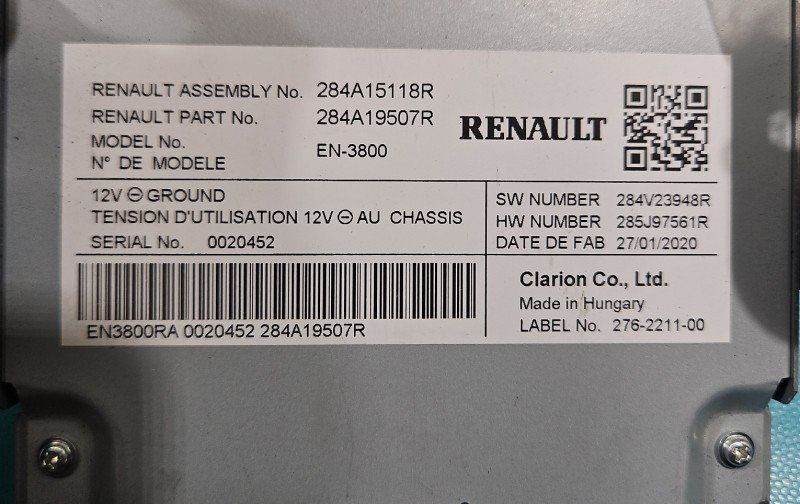 RENAULT ASSEMBLY No. 284A15118R
RENAULT PART No. 284A19507R
MODEL No.
N° DE MODELE EN-3800
RENAULT
12V ⊖ GROUND
TENSION D'UTILISATION 12V ⊖ AU CHASSIS
SERIAL No. 0020452
SW NUMBER 284V23948R
HW NUMBER 285J97561R
DATE DE FAB 27/01/2020
EN3800RA 0020452 284A19507R
Clarion Co., Ltd.
Made in Hungary
LABEL No. 276-2211-00